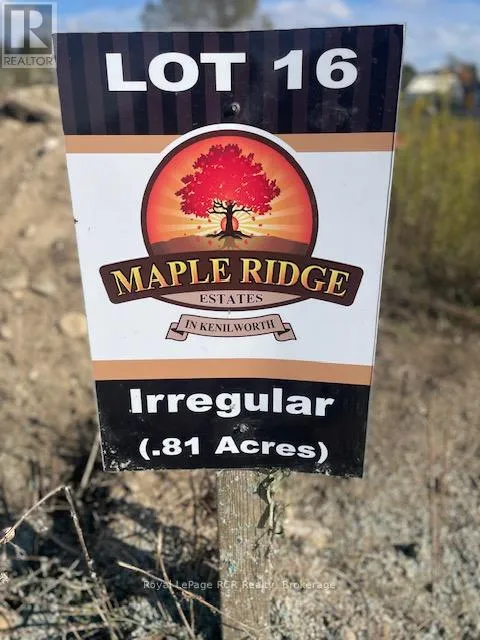 R
REALTOR
LOT 16
MAPLE RIDGE
ESTATES
IN KENILWORTH
Irregular
(.81 Acres)
Royal LePage RCR Realty, Brokerage